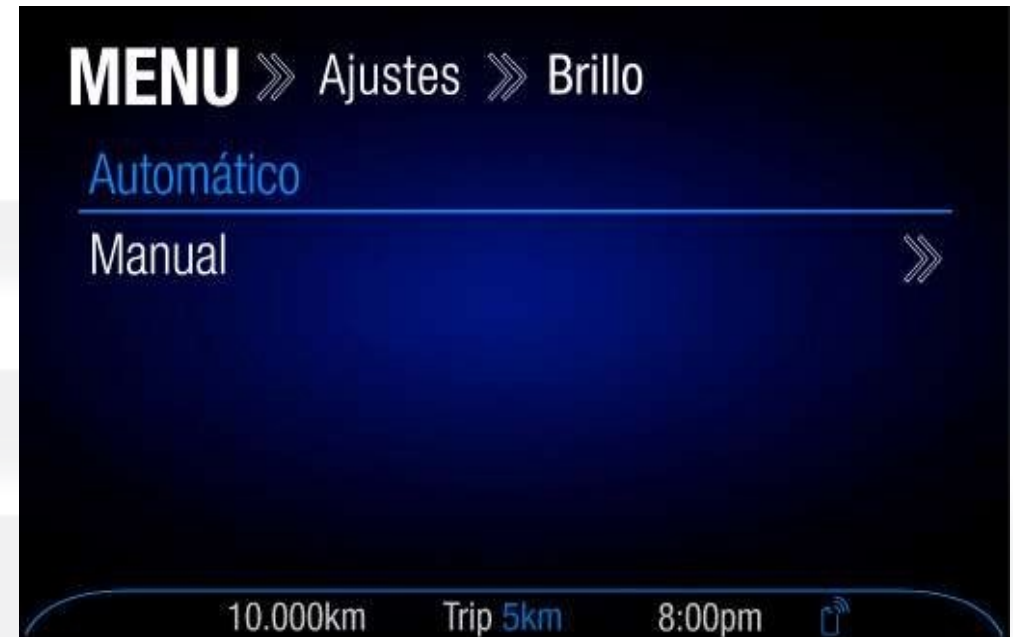 MENU » Ajustes » Brillo
Automático
Manual »
10.000km Trip 5km 8:00pm